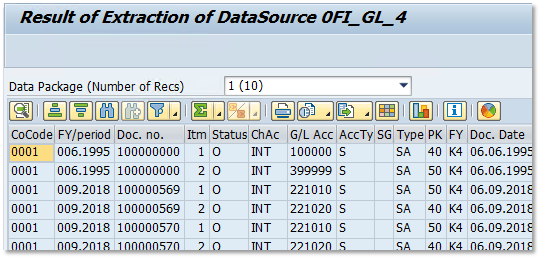 Result of Extraction of DataSource 0FI_GL_4
Data Package (Number of Recs) 1 (10)
CoCode FY/period Doc. no. Itm Status ChAc G/L Acc AccTy SG Type PK FY Doc. Date
0001 006.1995 100000000 1 O INT 100000 S SA 40 K4 06.06.1995
0001 006.1995 100000000 2 O INT 399999 S SA 50 K4 06.06.1995
0001 009.2018 100000569 1 O INT 221010 S SA 50 K4 06.09.2018
0001 009.2018 100000569 2 O INT 221020 S SA 40 K4 06.09.2018
0001 009.2018 100000570 1 O INT 221010 S SA 50 K4 06.09.2018
0001 009.2018 100000570 2 O INT 221020 S SA 40 K4 06.09.2018